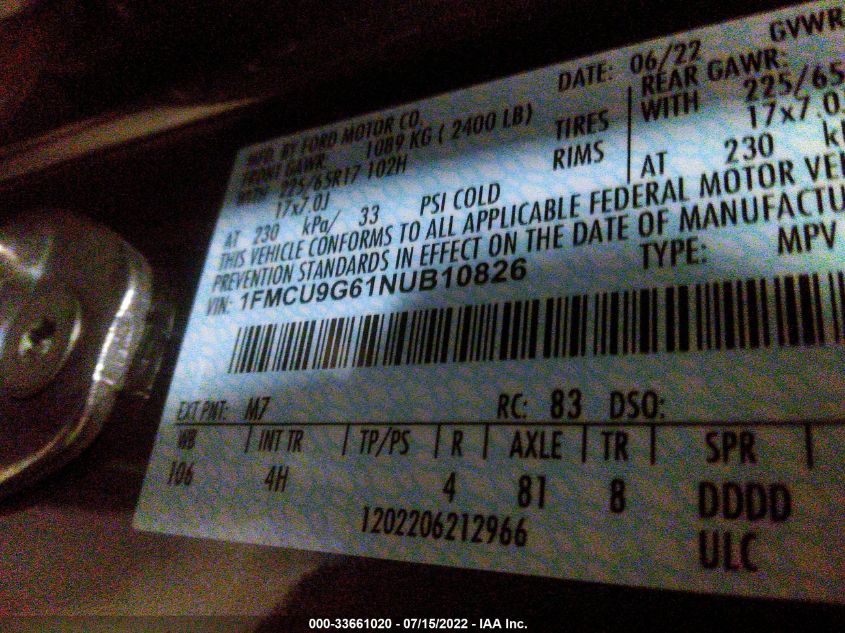 DATE: 06/22 GVWR
MFD. BY FORD MOTOR CO. REAR GAWR:
FRONT GAWR: 1089 KG ( 2400 LB)
WITH 225/65R17 102H TIRES WITH 225/65
17x7.0J RIMS 17x7.0
AT 230 kPa/ 33 PSI COLD AT 230
THIS VEHICLE CONFORMS TO ALL APPLICABLE FEDERAL MOTOR VE
PREVENTION STANDARDS IN EFFECT ON THE DATE OF MANUFACTU
VIN: 1FMCU9G61NUB10826 TYPE: MPV
EXT PNT: M7 RC: 83 DSO:
WB INT TR TP/PS R AXLE TR SPR
106 4H 4 81 8 DDDD
1202206212966 ULC
000-33661020 - 07/15/2022 - IAA Inc.